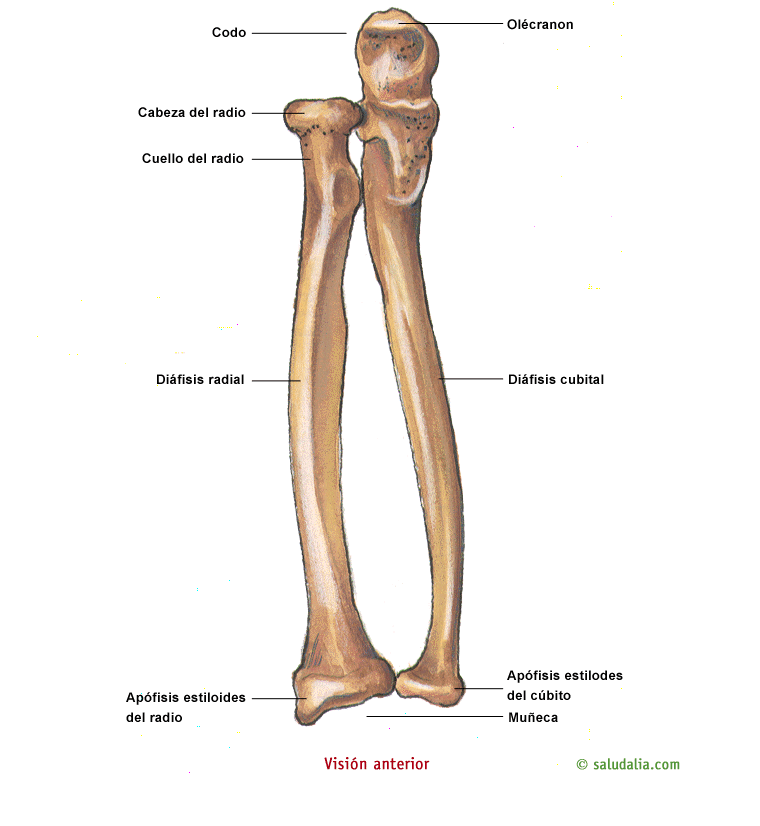 Codo
Olécranon
Cabeza del radio
Cuello del radio
Diáfisis radial
Diáfisis cubital
Apófisis estiloides
del radio
Apófisis estilodes
del cúbito
Muñeca
Visión anterior
© saludalia.com